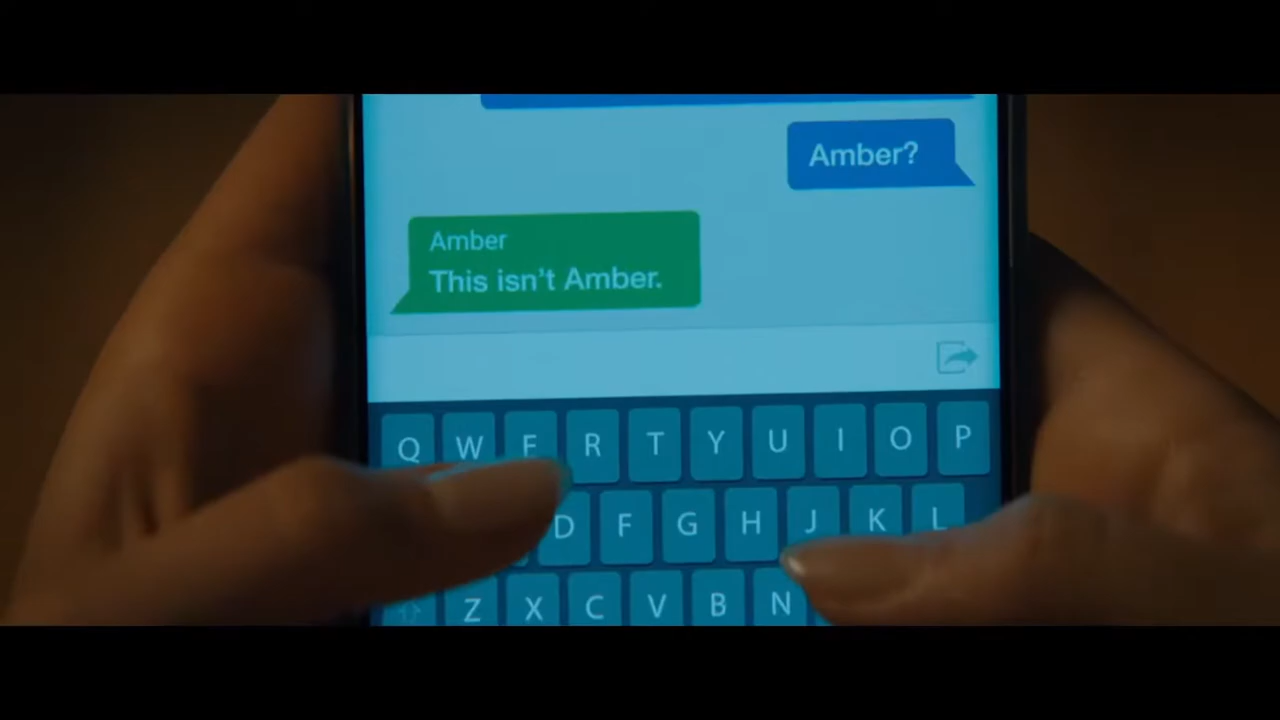 Amber?
Amber
This isn't Amber.
Q W E R T Y U I O P
D F G H J K L
Z X C V B N